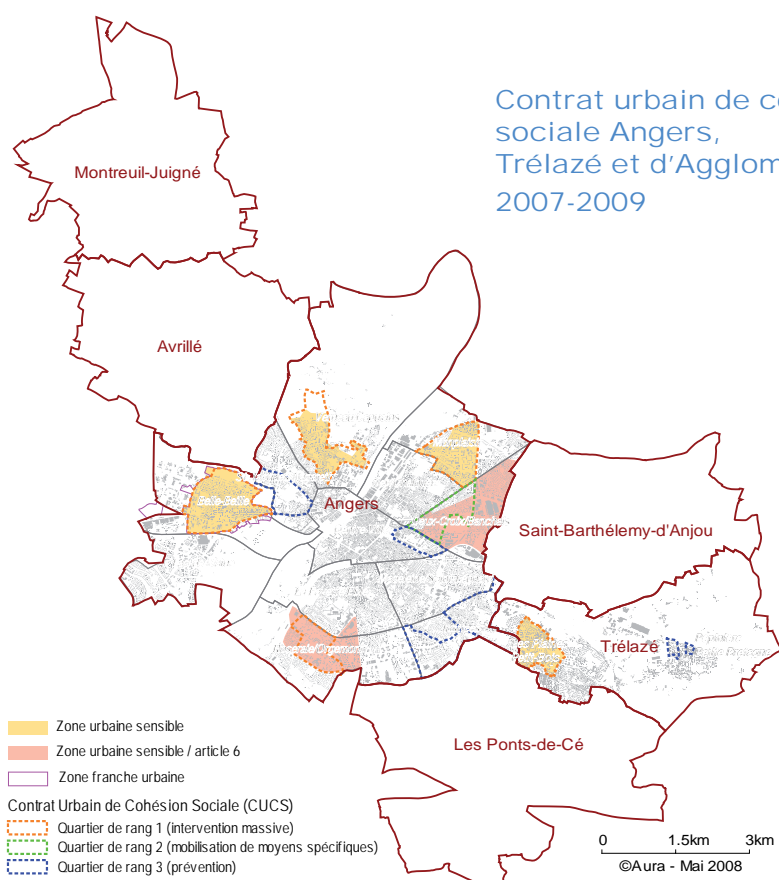 Contrat urbain de co
sociale Angers,
Trélazé et d'Agglom
2007-2009
Montreuil-Juigné
Avrillé
Angers
Saint-Barthélemy-d'Anjou
Trélazé
Les Ponts-de-Cé
Zone urbaine sensible
Zone urbaine sensible / article 6
Zone franche urbaine
Contrat Urbain de Cohésion Sociale (CUCS)
Quartier de rang 1 (intervention massive)
Quartier de rang 2 (mobilisation de moyens spécifiques)
Quartier de rang 3 (prévention)
0 1.5km 3km
©Aura - Mai 2008